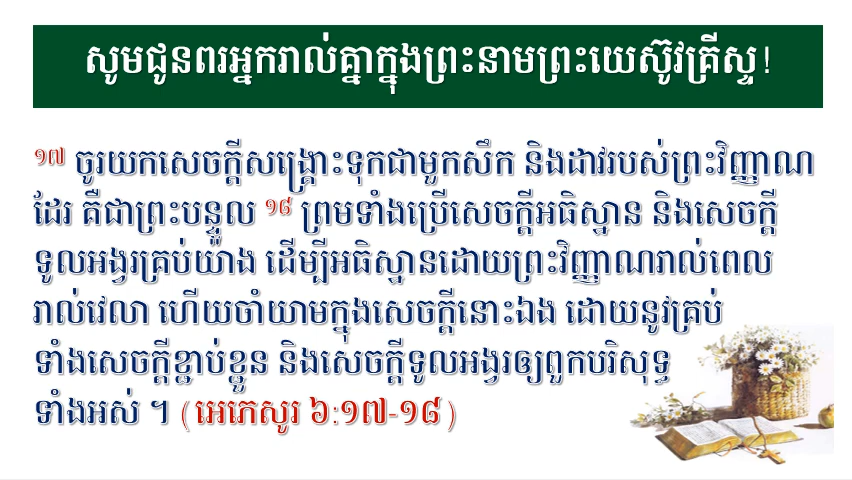 សូមជូនពរអ្នករាល់គ្នាក្នុងព្រះនាមព្រះយេស៊ូវគ្រីស្ទ!
១៧ ចូរយកសេចក្ដីសង្គ្រោះទុកជាមួកសឹក និងដាវរបស់ព្រះវិញ្ញាណ
ដែរ គឺជាព្រះបន្ទូល ១៨ ព្រមទាំងប្រើសេចក្ដីអធិស្ឋាន និងសេចក្ដី
ទូលអង្វរគ្រប់យ៉ាង ដើម្បីអធិស្ឋានដោយព្រះវិញ្ញាណរាល់ពេល
រាល់វេលា ហើយចាំយាមក្នុងសេចក្ដីនោះឯង ដោយនូវគ្រប់
ទាំងសេចក្ដីខ្ជាប់ខ្ជួន និងសេចក្ដីទូលអង្វរឲ្យពួកបរិសុទ្ធ
ទាំងអស់ ។ (អេភេសូរ ៦:១៧-១៨)